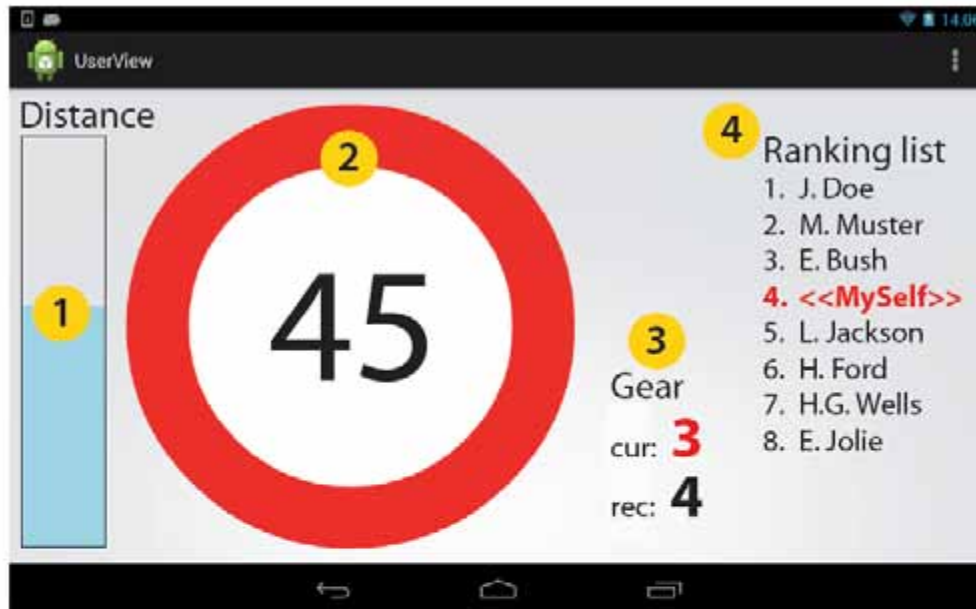 14:06
UserView
Distance
1
2
45
3
Gear
cur: 3
rec: 4
4
Ranking list
1. J. Doe
2. M. Muster
3. E. Bush
4. <<MySelf>>
5. L. Jackson
6. H. Ford
7. H.G. Wells
8. E. Jolie